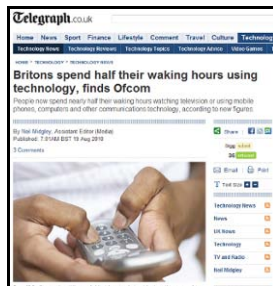 Telegraph.co.uk
Home News Sport Finance Lifestyle Comment Travel Culture Technolog
Technology News Technology Reviews Technology Topics Technology Advice Video Games
HOME TECHNOLOGY TECHNOLOGY NEWS
Britons spend half their waking hours using
technology, finds Ofcom
People now spend nearly half their waking hours watching television or using mobile
phones, computers and other communications technology, according to new figures.
By Neil Midgley, Assistant Editor (Media)
Published: 7:01AM BST 19 Aug 2010
3 Comments
Share
Email Print
Text Size
Technology News
News
UK News
Technology
TV and Radio
Neil Midgley